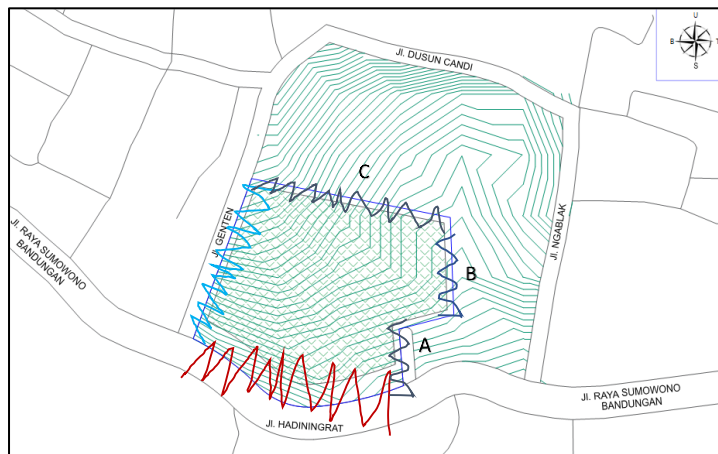 U
B
T
S
Jl. DUSUN CANDI
C
Jl. GENTEN
Jl. RAYA SUMOWONO
BANDUNGAN
Jl. NGABLAK
B
A
Jl. RAYA SUMOWONO
BANDUNGAN
Jl. HADININGRAT